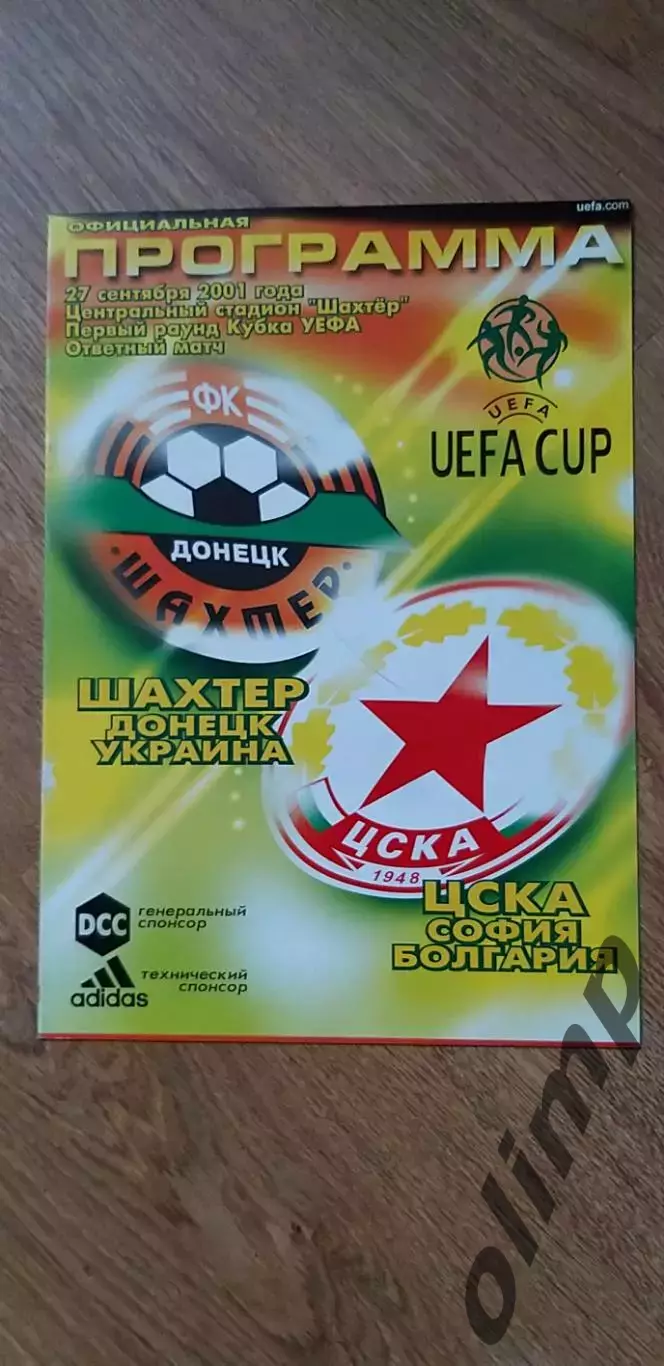 uefa.com
ОФИЦИАЛЬНАЯ
ПРОГРАММА
27 сентября 2001 года
Центральный стадион "Шахтёр"
Первый раунд Кубка УЕФА
Ответный матч
UEFA
UEFA CUP
ФК
ДОНЕЦК
ШАХТЕР
ШАХТЕР
ДОНЕЦК
УКРАИНА
ЦСКА
1948
ЦСКА
СОФИЯ
БОЛГАРИЯ
DCC
генеральный
спонсор
adidas
технический
спонсор
olimp